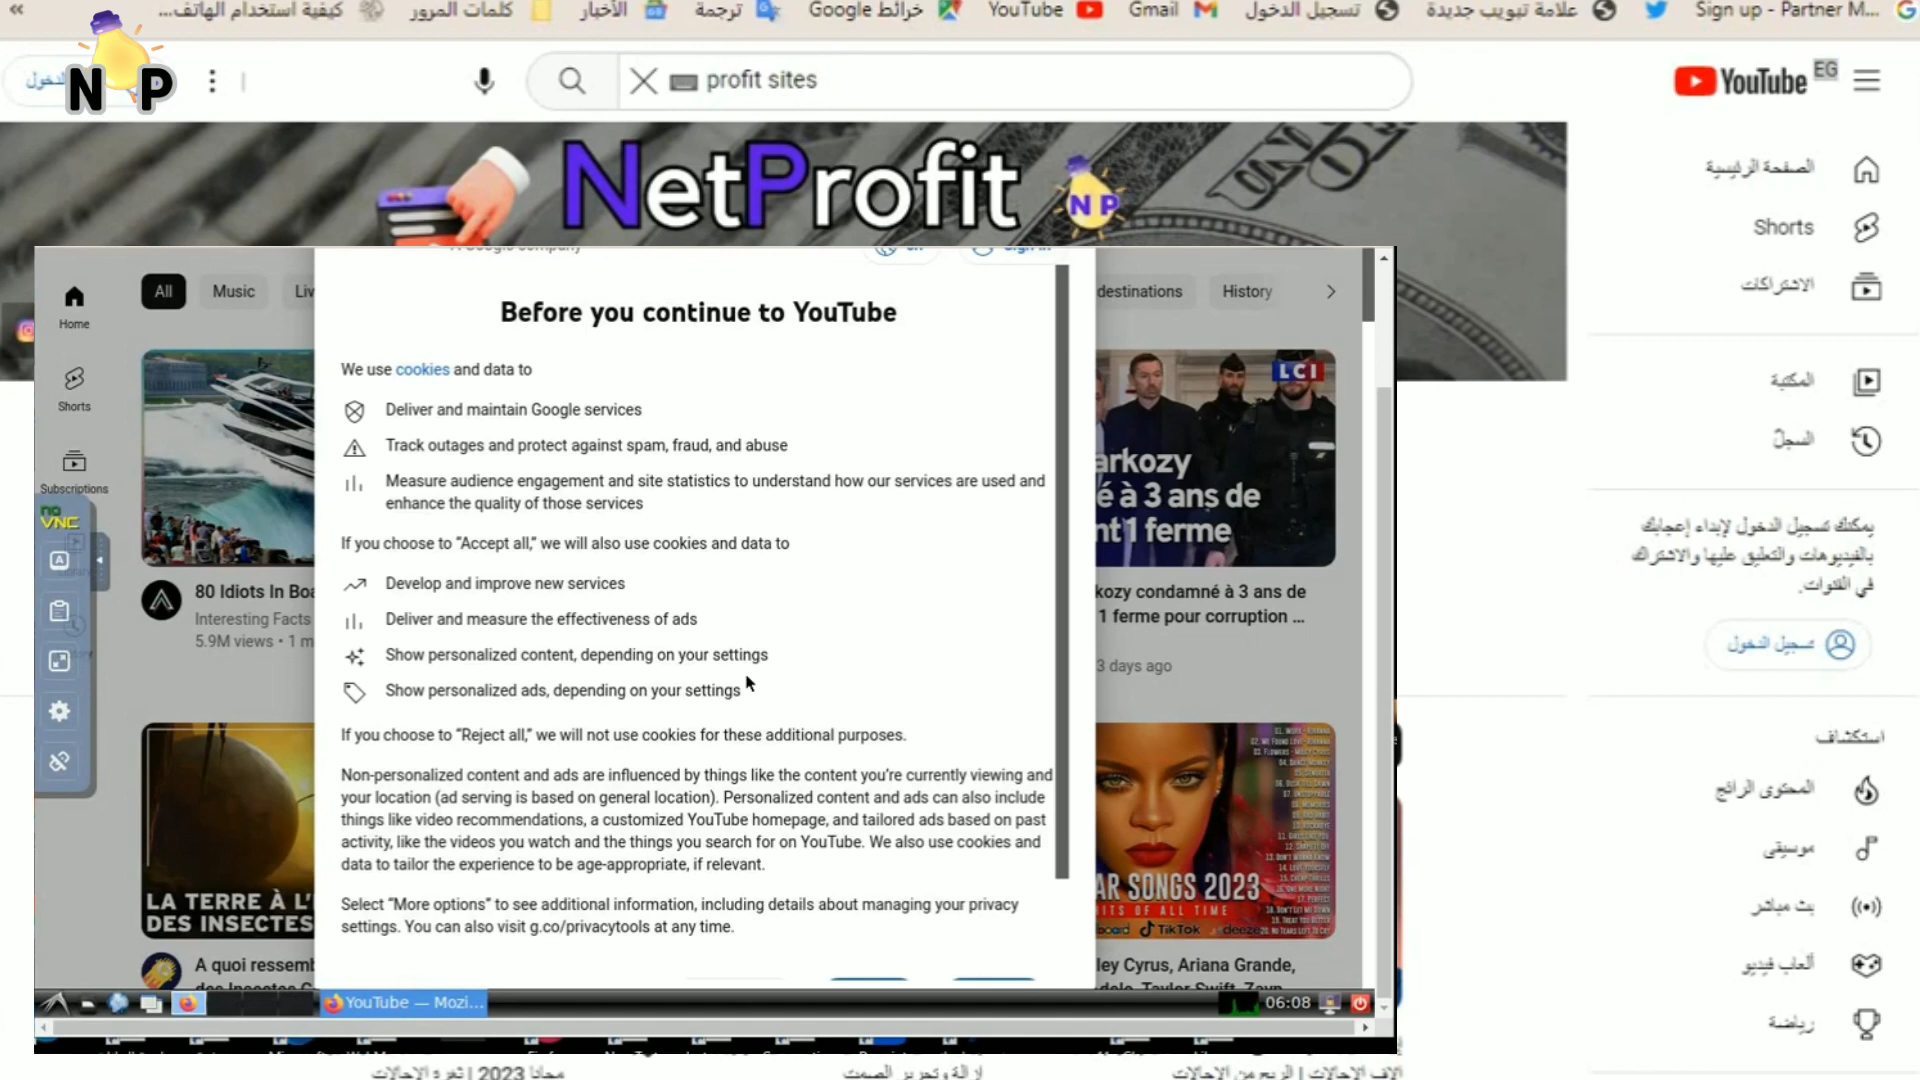 Sign up - Partner M...
علامة تبويب جديدة
تسجيل الدخول
Gmail
YouTube
خرائط Google
ترجمة
الأخبار
كلمات المرور
كيفية استخدام الهاتف...
»
N P
الدخول
profit sites
YouTube EG
NetProfit
N P
الصفحة الرئيسية
Shorts
الاشتراكات
المكتبة
السجلّ
يمكنك تسجيل الدخول لإبداء إعجابك
بالفيديوهات والتعليق عليها والاشتراك
في القنوات.
تسجيل الدخول
استكشاف
المحتوى الرائج
موسيقى
بث مباشر
ألعاب فيديو
رياضة
Home
Shorts
Subscriptions
no
VNC
All
Music
destinations
History
Before you continue to YouTube
We use cookies and data to
Deliver and maintain Google services
Track outages and protect against spam, fraud, and abuse
Measure audience engagement and site statistics to understand how our services are used and
enhance the quality of those services
If you choose to “Accept all,” we will also use cookies and data to
Develop and improve new services
Deliver and measure the effectiveness of ads
Show personalized content, depending on your settings
Show personalized ads, depending on your settings
If you choose to “Reject all,” we will not use cookies for these additional purposes.
Non-personalized content and ads are influenced by things like the content you’re currently viewing and
your location (ad serving is based on general location). Personalized content and ads can also include
things like video recommendations, a customized YouTube homepage, and tailored ads based on past
activity, like the videos you watch and the things you search for on YouTube. We also use cookies and
data to tailor the experience to be age-appropriate, if relevant.
Select “More options” to see additional information, including details about managing your privacy
settings. You can also visit g.co/privacytools at any time.
80 Idiots In Boa
Interesting Facts
5.9M views • 1 m
LA TERRE À L'
DES INSECTES
A quoi ressemb
LCI
arkozy
é à 3 ans de
nt 1 ferme
kozy condamné à 3 ans de
1 ferme pour corruption ...
3 days ago
AR SONGS 2023
HITS OF ALL TIME
board TikTok deezer
ley Cyrus, Ariana Grande,
dele, Taylor Swift, Zayn
YouTube — Mozi...
06:08